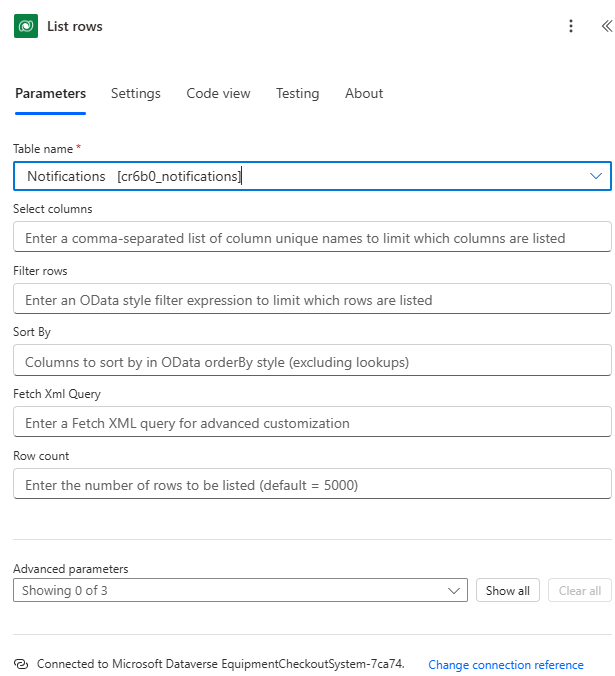 List rows
Parameters Settings Code view Testing About
Table name *
Notifications [cr6b0_notifications]
Select columns
Enter a comma-separated list of column unique names to limit which columns are listed
Filter rows
Enter an OData style filter expression to limit which rows are listed
Sort By
Columns to sort by in OData orderBy style (excluding lookups)
Fetch Xml Query
Enter a Fetch XML query for advanced customization
Row count
Enter the number of rows to be listed (default = 5000)
Advanced parameters
Showing 0 of 3 Show all Clear all
Connected to Microsoft Dataverse EquipmentCheckoutSystem-7ca74. Change connection reference